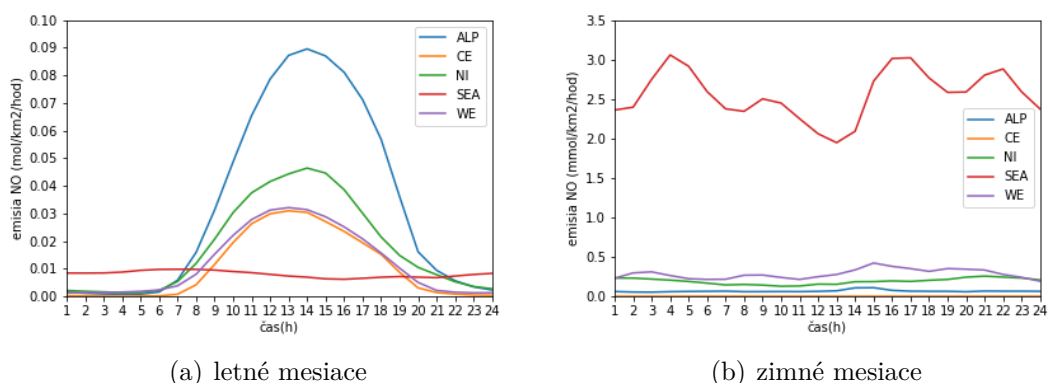 emisia NO (mol/km2/hod)
0.10
0.09
0.08
0.07
0.06
0.05
0.04
0.03
0.02
0.01
0.00
ALP
CE
NI
SEA
WE
1 2 3 4 5 6 7 8 9 10 11 12 13 14 15 16 17 18 19 20 21 22 23 24
čas(h)
(a) letné mesiace
emisia NO (mmol/km2/hod)
3.5
3.0
2.5
2.0
1.5
1.0
0.5
0.0
ALP
CE
NI
SEA
WE
1 2 3 4 5 6 7 8 9 10 11 12 13 14 15 16 17 18 19 20 21 22 23 24
čas(h)
(b) zimné mesiace